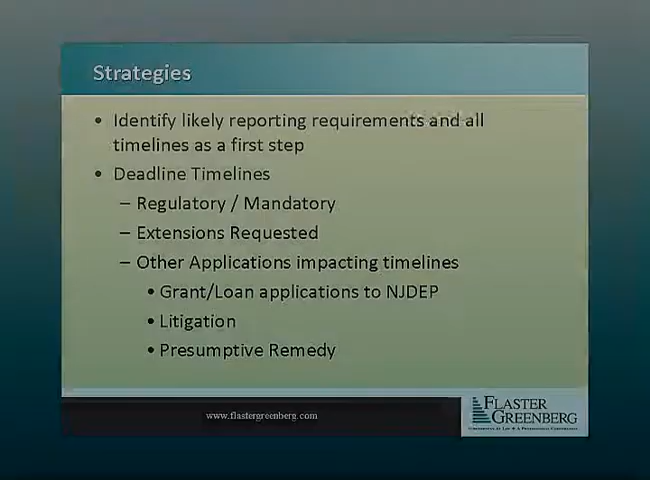 Strategies
• Identify likely reporting requirements and all
timelines as a first step
• Deadline Timelines
– Regulatory / Mandatory
– Extensions Requested
– Other Applications impacting timelines
• Grant/Loan applications to NJDEP
• Litigation
• Presumptive Remedy
www.flastergreenberg.com
FLASTER
GREENBERG